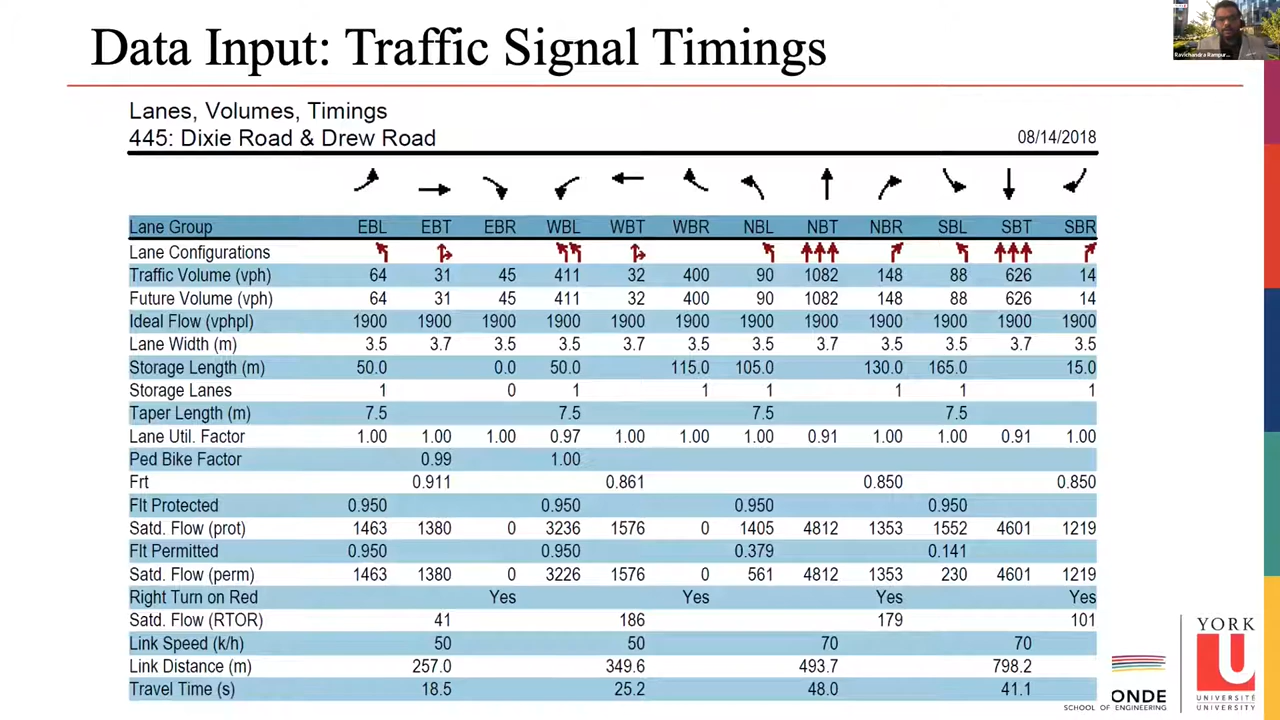 Data Input: Traffic Signal Timings
Lanes, Volumes, Timings
445: Dixie Road & Drew Road 08/14/2018
Lane Group EBL EBT EBR WBL WBT WBR NBL NBT NBR SBL SBT SBR
Lane Configurations
Traffic Volume (vph) 64 31 45 411 32 400 90 1082 148 88 626 14
Future Volume (vph) 64 31 45 411 32 400 90 1082 148 88 626 14
Ideal Flow (vphpl) 1900 1900 1900 1900 1900 1900 1900 1900 1900 1900 1900 1900
Lane Width (m) 3.5 3.7 3.5 3.5 3.7 3.5 3.5 3.7 3.5 3.5 3.7 3.5
Storage Length (m) 50.0 0.0 50.0 115.0 105.0 130.0 165.0 15.0
Storage Lanes 1 0 1 1 1 1 1 1
Taper Length (m) 7.5 7.5 7.5 7.5
Lane Util. Factor 1.00 1.00 1.00 0.97 1.00 1.00 1.00 0.91 1.00 1.00 0.91 1.00
Ped Bike Factor 0.99 1.00
Frt 0.911 0.861 0.850 0.850
Flt Protected 0.950 0.950 0.950 0.950
Satd. Flow (prot) 1463 1380 0 3236 1576 0 1405 4812 1353 1552 4601 1219
Flt Permitted 0.950 0.950 0.379 0.141
Satd. Flow (perm) 1463 1380 0 3226 1576 0 561 4812 1353 230 4601 1219
Right Turn on Red Yes Yes Yes Yes
Satd. Flow (RTOR) 41 186 179 101
Link Speed (k/h) 50 50 70 70
Link Distance (m) 257.0 349.6 493.7 798.2
Travel Time (s) 18.5 25.2 48.0 41.1
Ravichandra Rampur...
ONDE
SCHOOL OF ENGINEERING
YORK
U
UNIVERSITÉ
UNIVERSITY